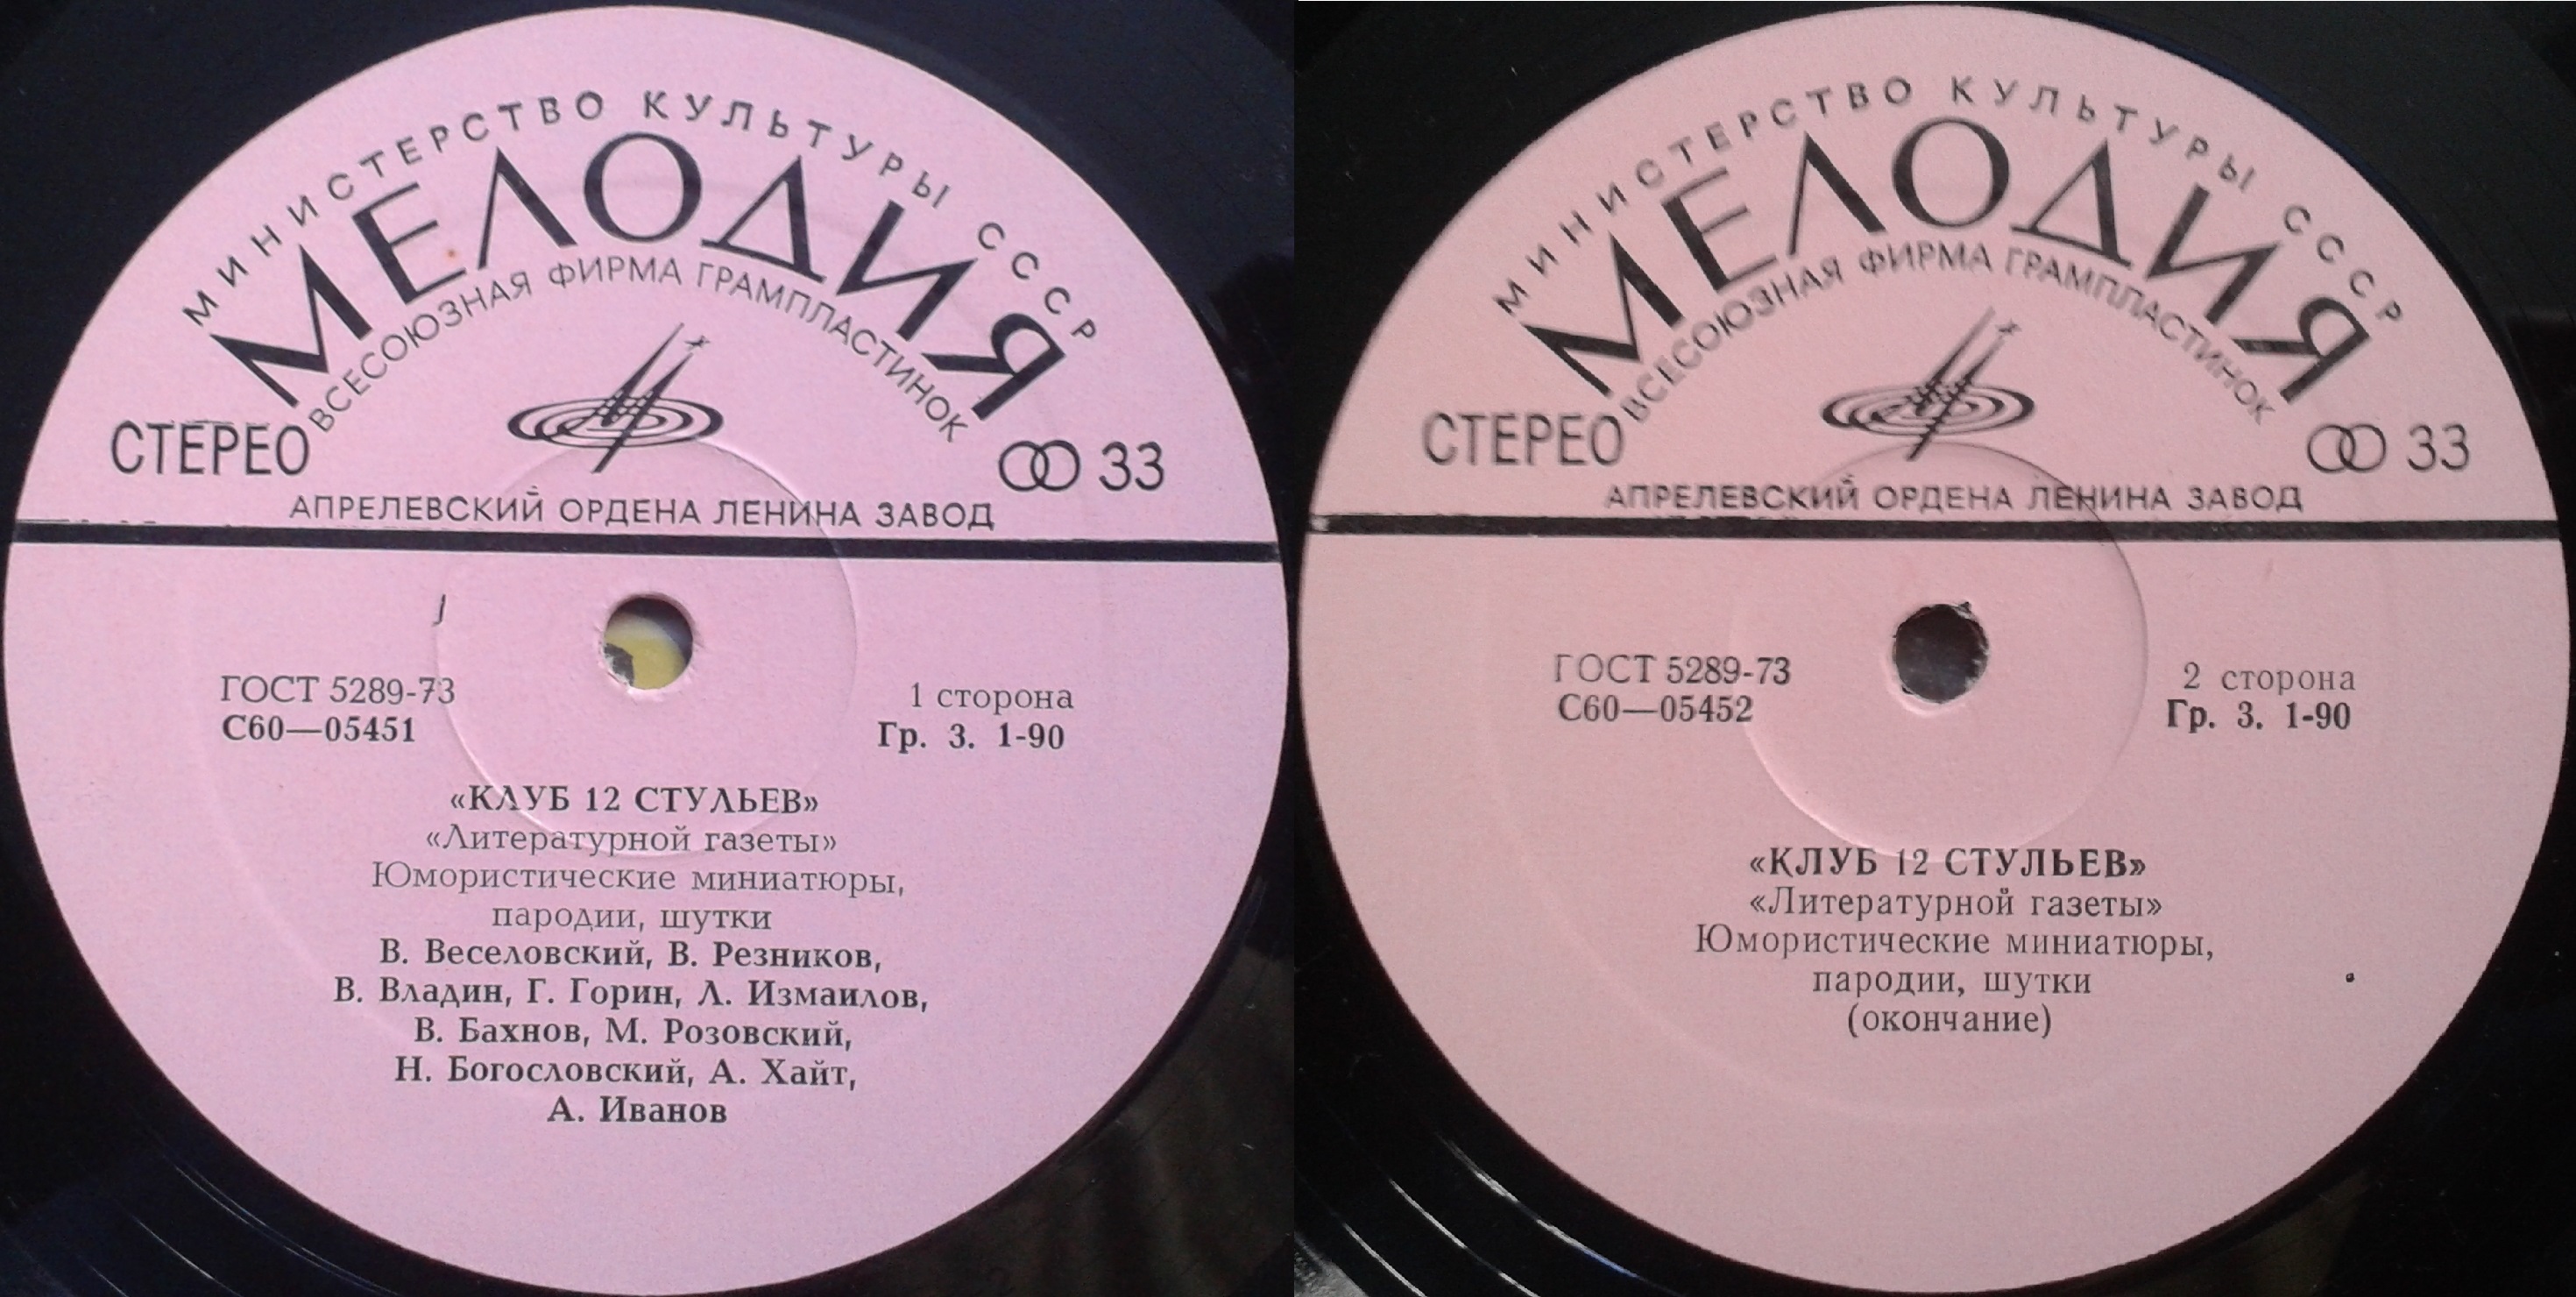 МИНИСТЕРСТВО КУЛЬТУРЫ СССР
МЕЛОДИЯ
ВСЕСОЮЗНАЯ ФИРМА ГРАМПЛАСТИНОК
СТЕРЕО
33
АПРЕЛЕВСКИЙ ОРДЕНА ЛЕНИНА ЗАВОД
ГОСТ 5289-73
С60—05451
1 сторона
Гр. 3. 1-90
«КЛУБ 12 СТУЛЬЕВ»
«Литературной газеты»
Юмористические миниатюры,
пародии, шутки
В. Веселовский, В. Резников,
В. Владин, Г. Горин, Л. Измаилов,
В. Бахнов, М. Розовский,
Н. Богословский, А. Хайт,
А. Иванов
МИНИСТЕРСТВО КУЛЬТУРЫ СССР
МЕЛОДИЯ
ВСЕСОЮЗНАЯ ФИРМА ГРАМПЛАСТИНОК
СТЕРЕО
33
АПРЕЛЕВСКИЙ ОРДЕНА ЛЕНИНА ЗАВОД
ГОСТ 5289-73
С60—05452
2 сторона
Гр. 3. 1-90
«КЛУБ 12 СТУЛЬЕВ»
«Литературной газеты»
Юмористические миниатюры,
пародии, шутки
(окончание)